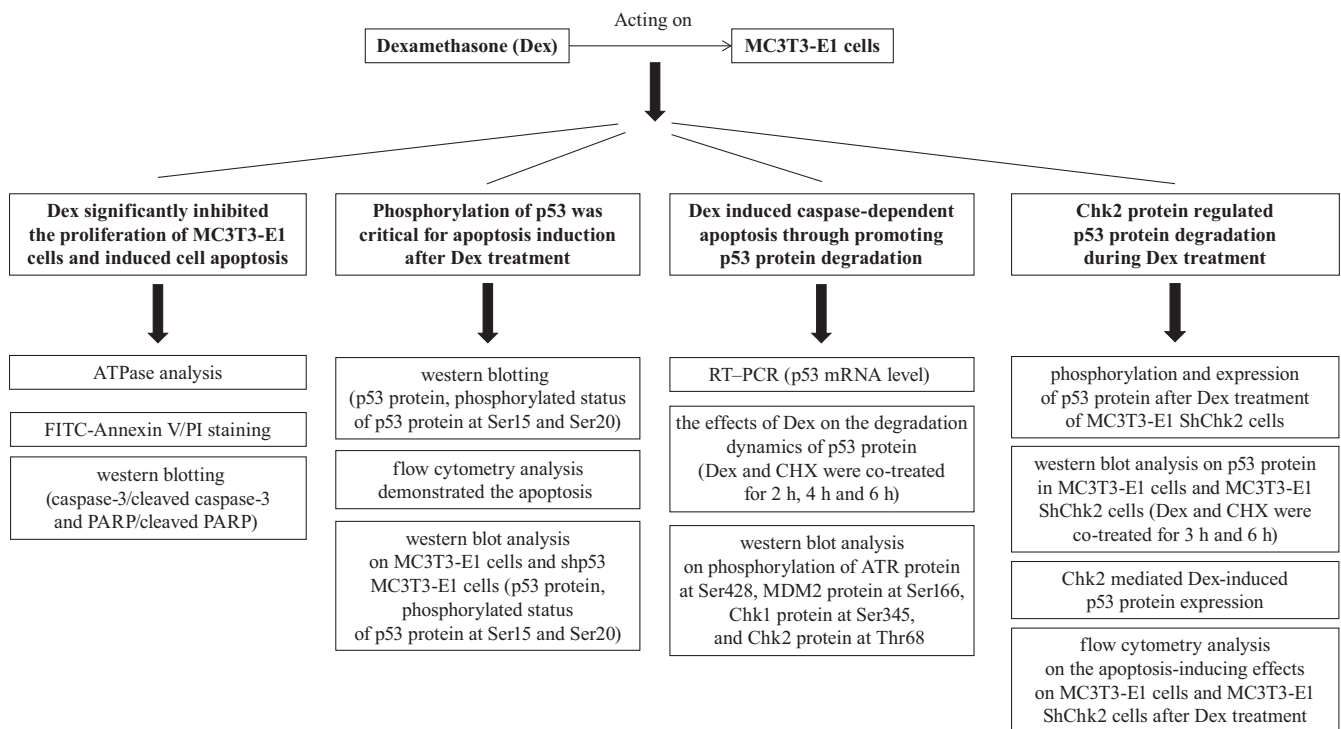 Acting on
Dexamethasone (Dex)
MC3T3-E1 cells
Dex significantly inhibited
the proliferation of MC3T3-E1
cells and induced cell apoptosis
ATPase analysis
FITC-Annexin V/PI staining
western blotting
(caspase-3/cleaved caspase-3
and PARP/cleaved PARP)
Phosphorylation of p53 was
critical for apoptosis induction
after Dex treatment
western blotting
(p53 protein, phosphorylated status
of p53 protein at Ser15 and Ser20)
flow cytometry analysis
demonstrated the apoptosis
western blot analysis
on MC3T3-E1 cells and shp53
MC3T3-E1 cells (p53 protein,
phosphorylated status
of p53 protein at Ser15 and Ser20)
Dex induced caspase-dependent
apoptosis through promoting
p53 protein degradation
RT–PCR (p53 mRNA level)
the effects of Dex on the degradation
dynamics of p53 protein
(Dex and CHX were co-treated
for 2 h, 4 h and 6 h)
western blot analysis
on phosphorylation of ATR protein
at Ser428, MDM2 protein at Ser166,
Chk1 protein at Ser345,
and Chk2 protein at Thr68
Chk2 protein regulated
p53 protein degradation
during Dex treatment
phosphorylation and expression
of p53 protein after Dex treatment
of MC3T3-E1 ShChk2 cells
western blot analysis on p53 protein
in MC3T3-E1 cells and MC3T3-E1
ShChk2 cells (Dex and CHX were
co-treated for 3 h and 6 h)
Chk2 mediated Dex-induced
p53 protein expression
flow cytometry analysis
on the apoptosis-inducing effects
on MC3T3-E1 cells and MC3T3-E1
ShChk2 cells after Dex treatment